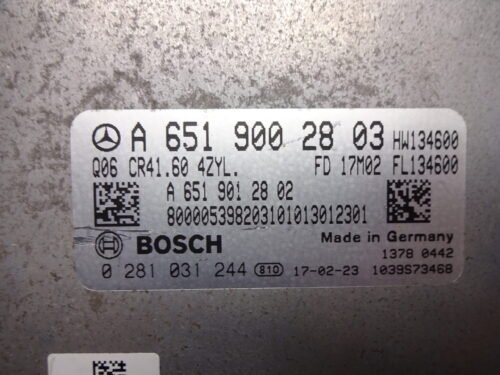 A 651 900 28 03 HW134600
Q06 CR41.60 4ZYL. FD 17M02 FL134600
A 651 901 28 02
800005398203101013012301
BOSCH Made in Germany
1378 0442
0 281 031 244 810 17-02-23 1039S73468